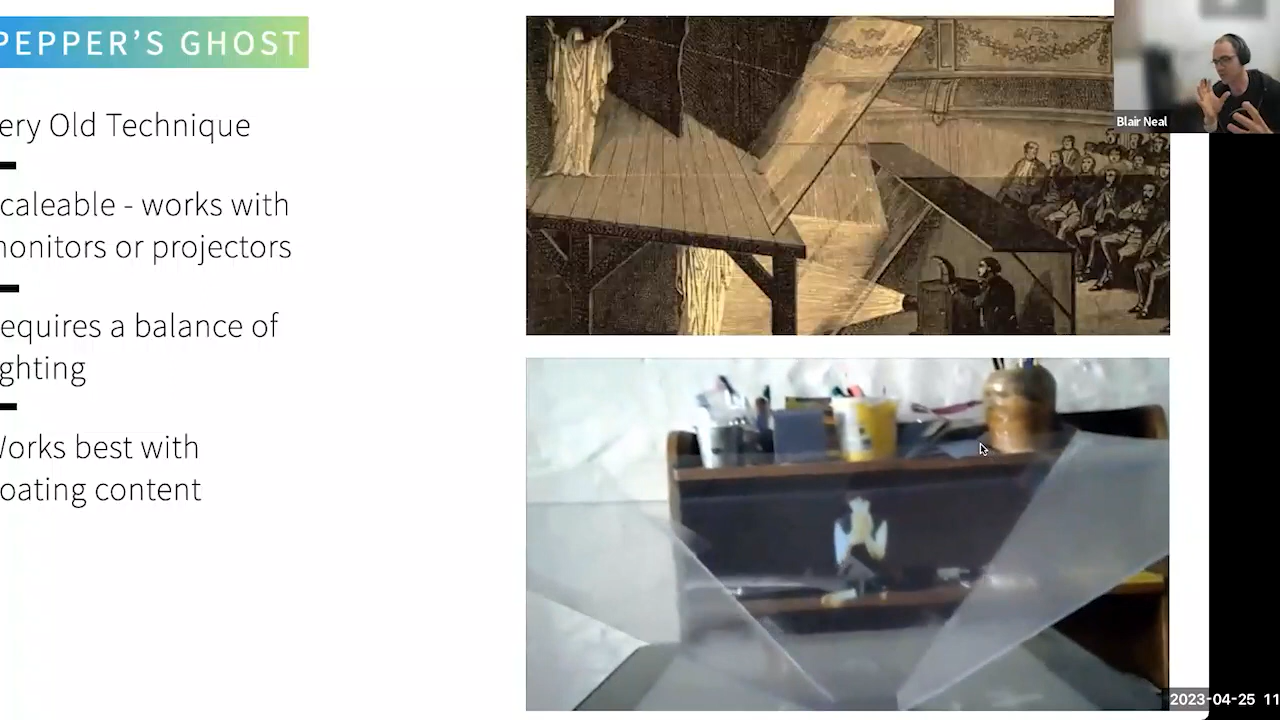 PEPPER'S GHOST
ery Old Technique
caleable - works with
onitors or projectors
equires a balance of
ghting
orks best with
oating content
Blair Neal
2023-04-25 11